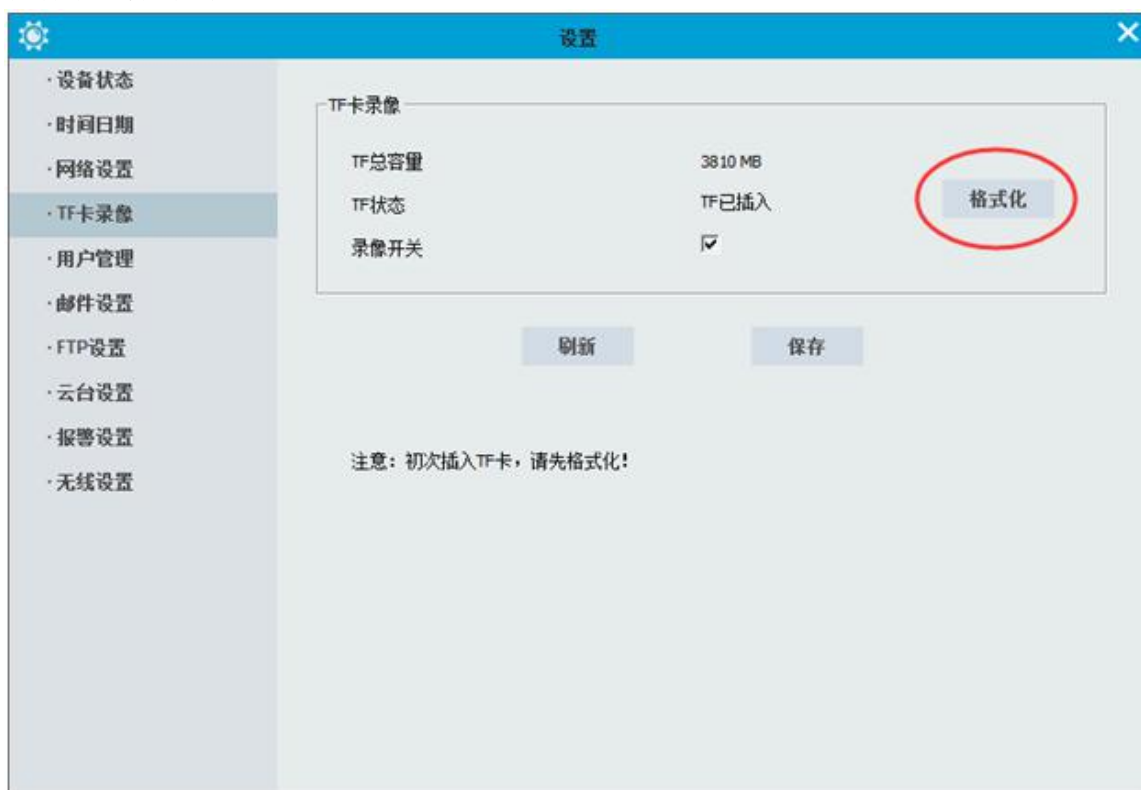 设置
·设备状态
·时间日期
·网络设置
·TF卡录像
·用户管理
·邮件设置
·FTP设置
·云台设置
·报警设置
·无线设置
TF卡录像
TF总容量 3810 MB
TF状态 TF已插入
格式化
录像开关
刷新 保存
注意：初次插入TF卡，请先格式化!